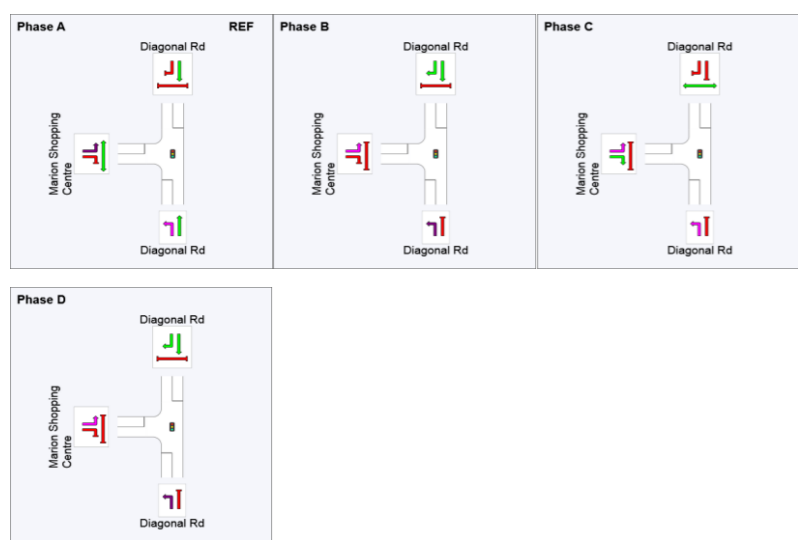 Phase A
REF
Diagonal Rd
Marion Shopping
Centre
Diagonal Rd
Phase B
Diagonal Rd
Marion Shopping
Centre
Diagonal Rd
Phase C
Diagonal Rd
Marion Shopping
Centre
Diagonal Rd
Phase D
Diagonal Rd
Marion Shopping
Centre
Diagonal Rd